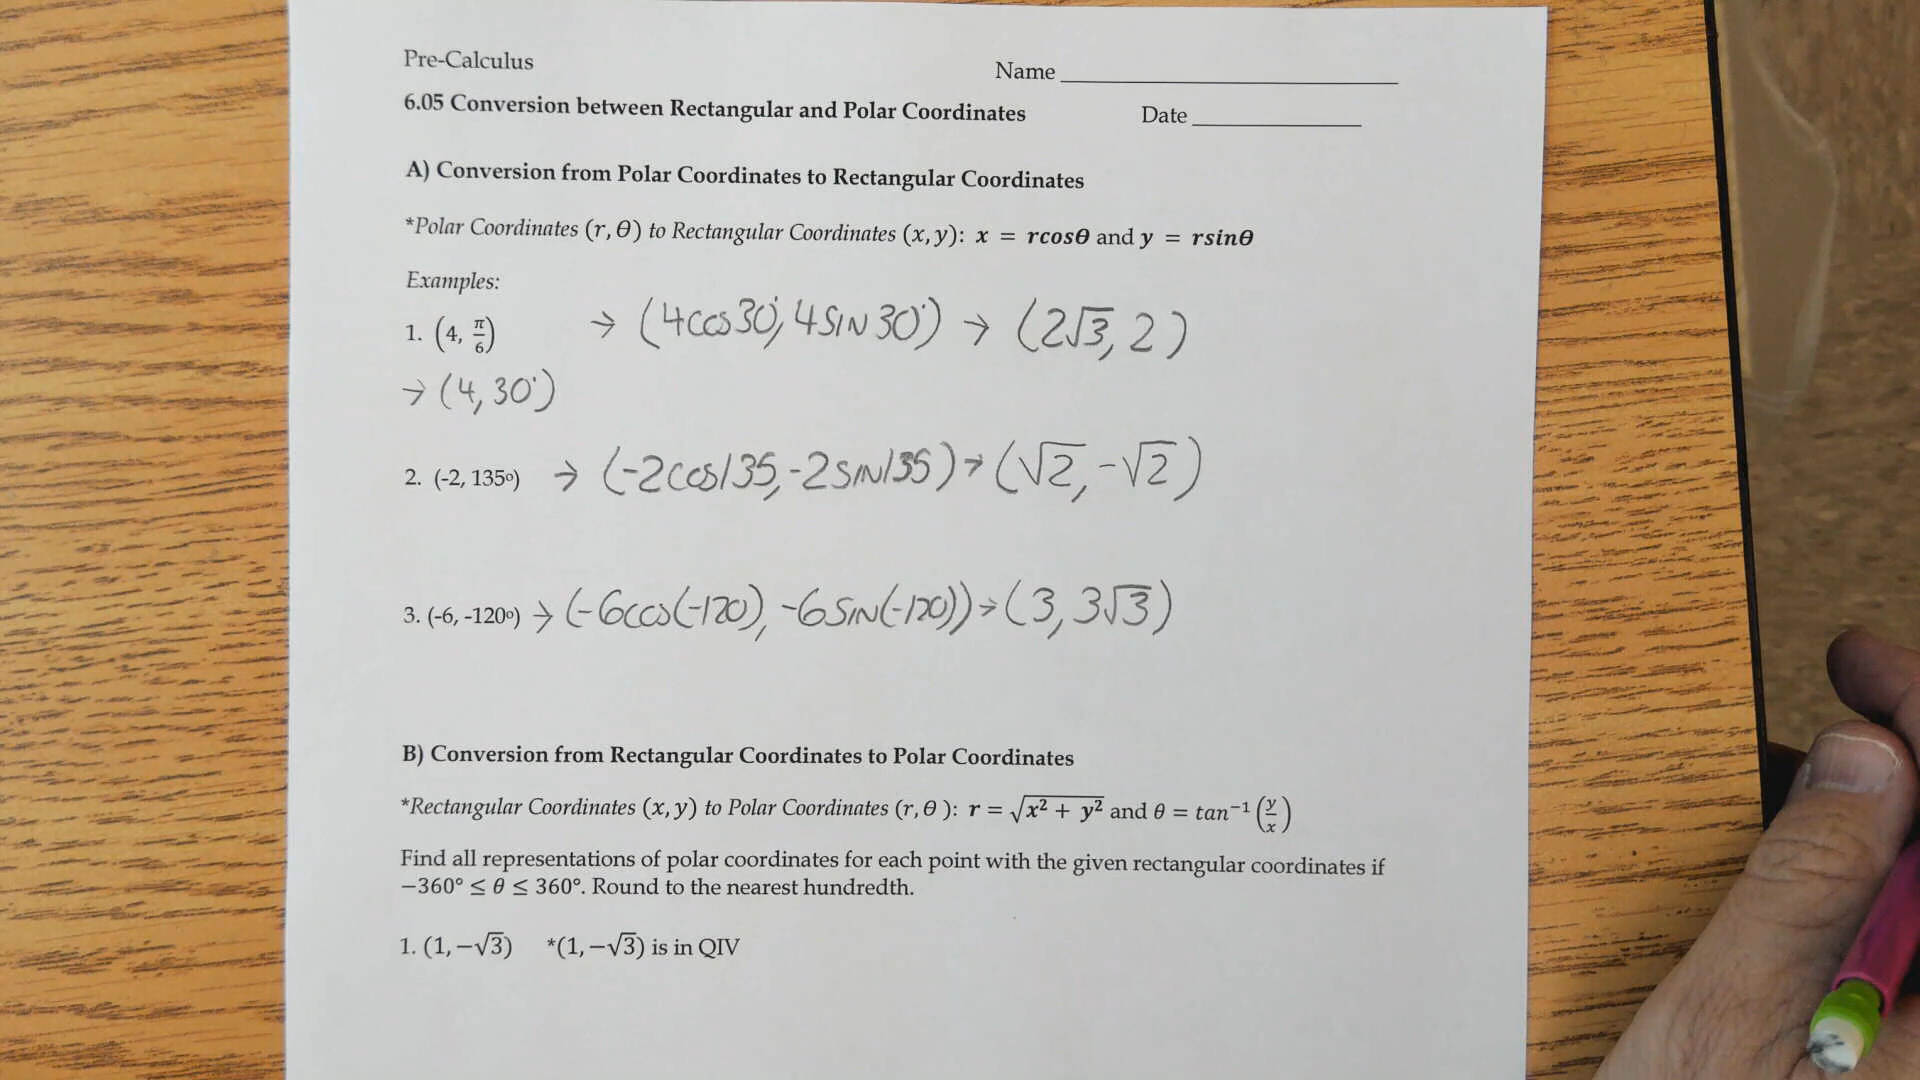 Pre-Calculus
Name
6.05 Conversion between Rectangular and Polar Coordinates
Date
A) Conversion from Polar Coordinates to Rectangular Coordinates
*Polar Coordinates (r, θ) to Rectangular Coordinates (x, y): x = rcosθ and y = rsinθ
Examples:
1. (4, π/6) → (4cos30°, 4SIN30°) → (2√3, 2)
→ (4, 30°)
2. (-2, 135º) → (-2cos135, -2SIN135) → (√2, -√2)
3. (-6, -120º) → (-6cos(-120), -6SIN(-120)) → (3, 3√3)
B) Conversion from Rectangular Coordinates to Polar Coordinates
*Rectangular Coordinates (x, y) to Polar Coordinates (r, θ ): r = √x² + y² and θ = tan⁻¹(y/x)
Find all representations of polar coordinates for each point with the given rectangular coordinates if
−360° ≤ θ ≤ 360°. Round to the nearest hundredth.
1. (1, −√3) *(1, −√3) is in QIV